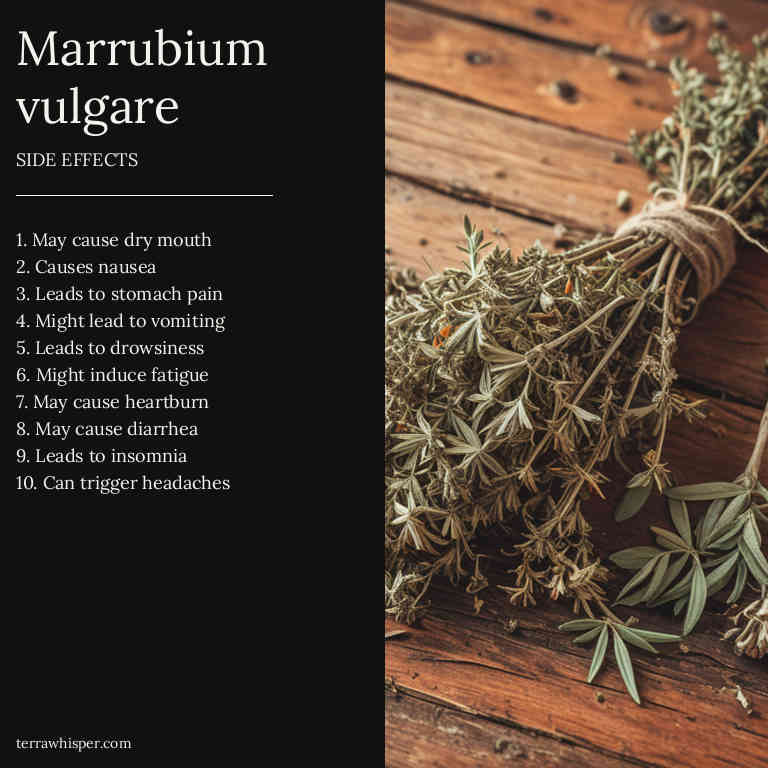 Marrubium
vulgare
SIDE EFFECTS
1. May cause dry mouth
2. Causes nausea
3. Leads to stomach pain
4. Might lead to vomiting
5. Leads to drowsiness
6. Might induce fatigue
7. May cause heartburn
8. May cause diarrhea
9. Leads to insomnia
10. Can trigger headaches
terrawhisper.com